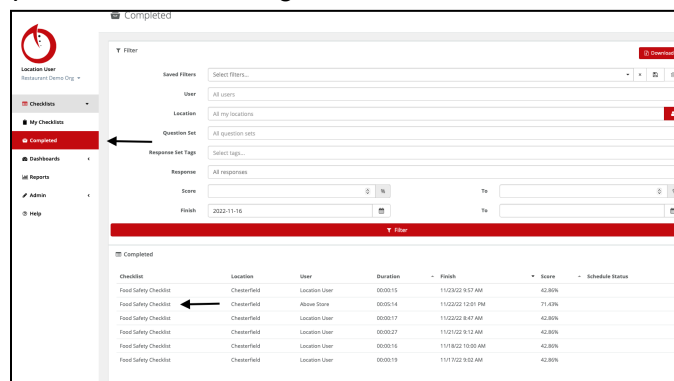 Completed
Filter
Download
Location User
Restaurant Demo Org
Saved Filters
Select filters...
User
All users
Checklists
Location
All my locations
My Checklists
Question Set
All question sets
Completed
Response Set Tags
Select tags...
Dashboards
Response
All responses
Reports
Score
%
To
Admin
Finish
2022-11-16
To
Help
Filter
Completed
Checklist Location User Duration Finish Score Schedule Status
Food Safety Checklist Chesterfield Location User 00:00:15 11/23/22 9:57 AM 42.86%
Food Safety Checklist Chesterfield Above Store 00:05:14 11/22/22 12:01 PM 71.43%
Food Safety Checklist Chesterfield Location User 00:00:17 11/22/22 8:47 AM 42.86%
Food Safety Checklist Chesterfield Location User 00:00:27 11/21/22 9:12 AM 42.86%
Food Safety Checklist Chesterfield Location User 00:00:16 11/18/22 10:00 AM 42.86%
Food Safety Checklist Chesterfield Location User 00:00:19 11/17/22 9:02 AM 42.86%